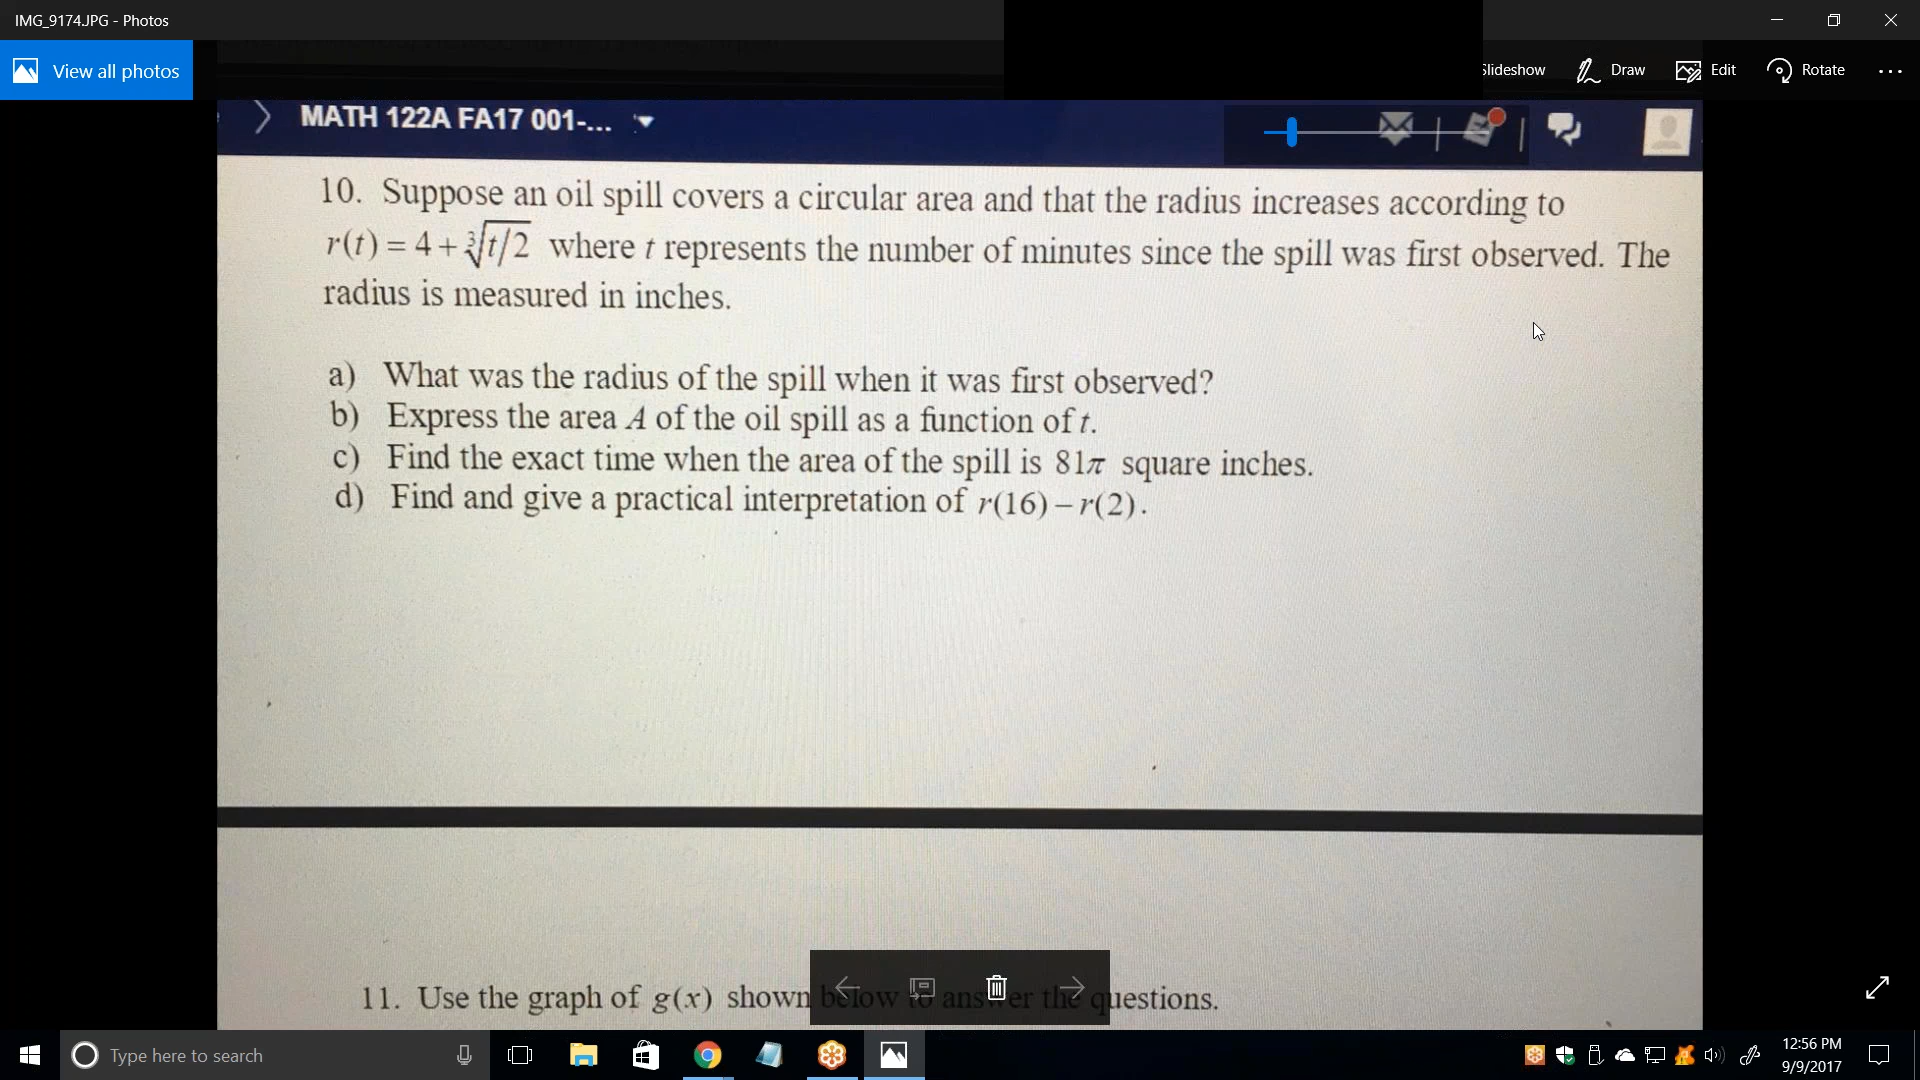 IMG_9174.JPG - Photos
View all photos
Slideshow Draw Edit Rotate
MATH 122A FA17 001-...
10. Suppose an oil spill covers a circular area and that the radius increases according to
r(t) = 4 + ∛t/2 where t represents the number of minutes since the spill was first observed. The
radius is measured in inches.
a) What was the radius of the spill when it was first observed?
b) Express the area A of the oil spill as a function of t.
c) Find the exact time when the area of the spill is 81π square inches.
d) Find and give a practical interpretation of r(16) – r(2).
11. Use the graph of g(x) shown below to answer the questions.
Type here to search
12:56 PM
9/9/2017